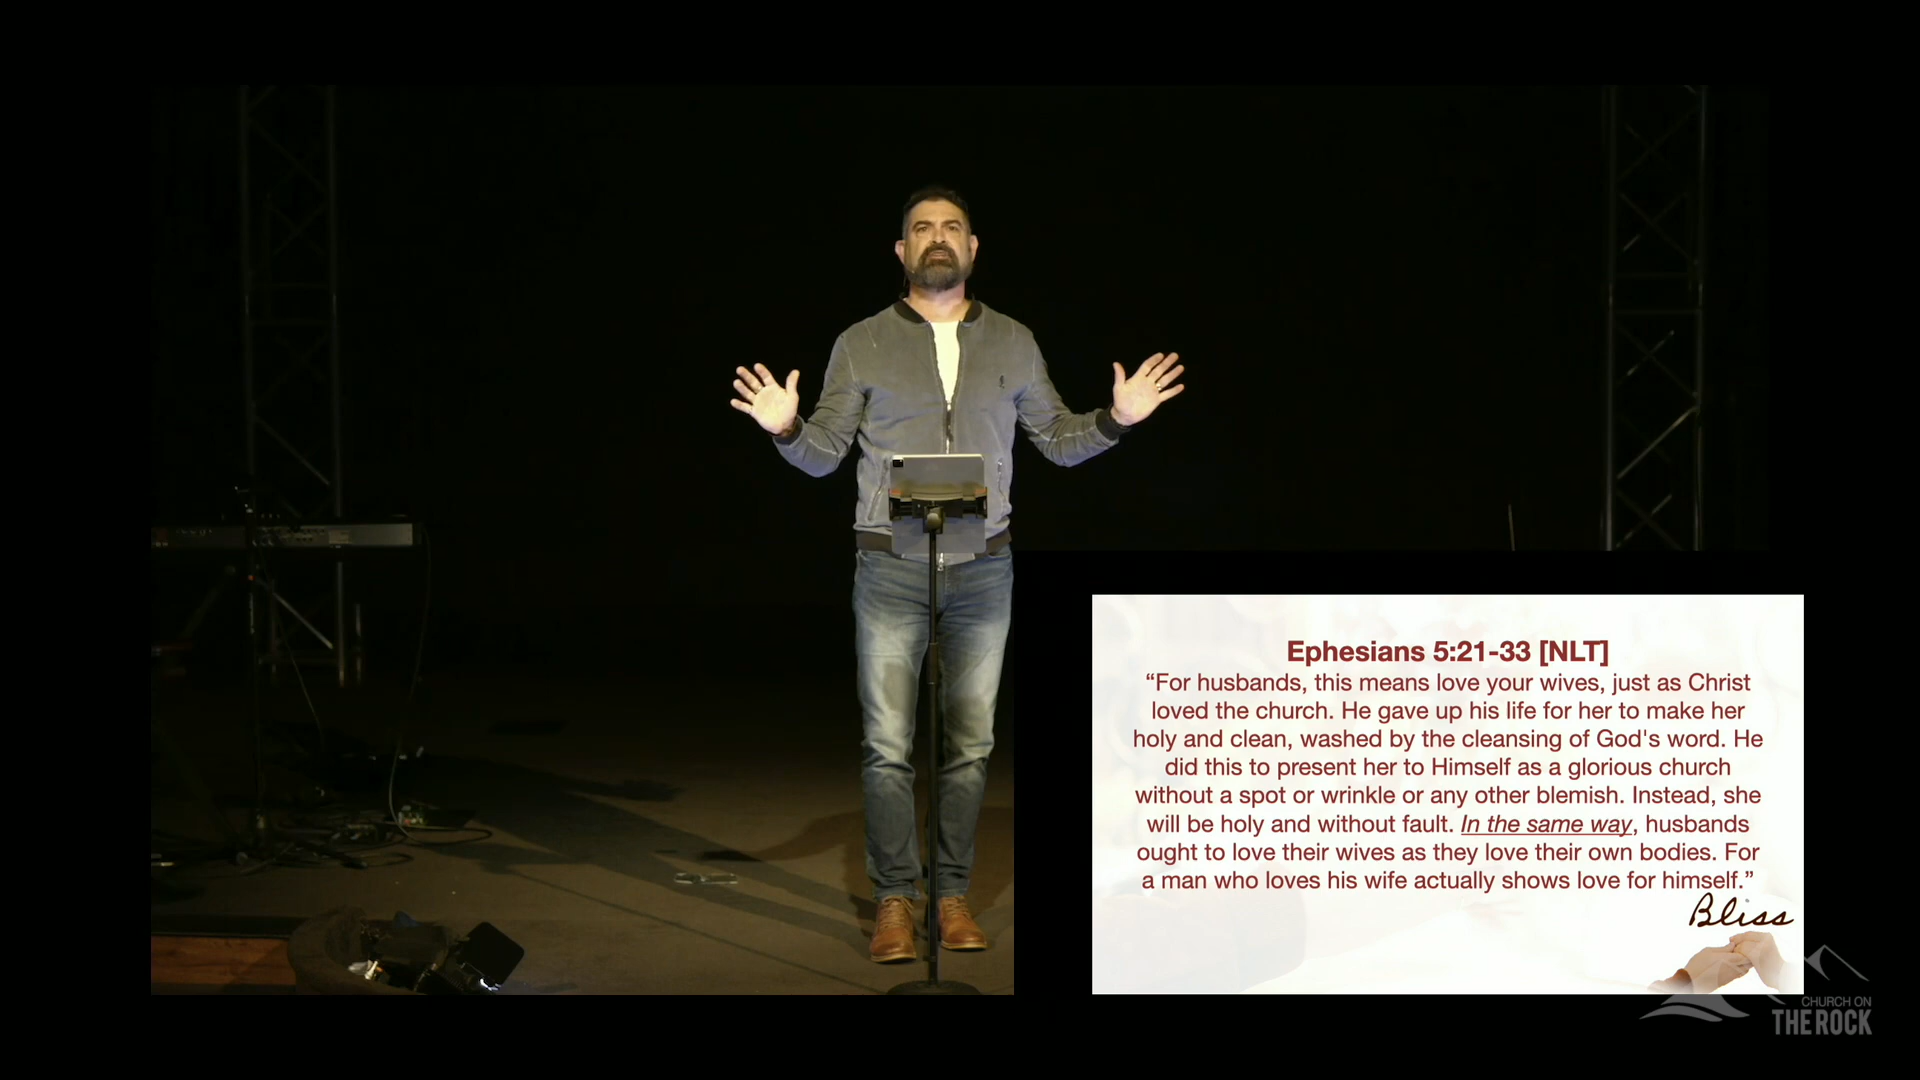 Ephesians 5:21-33 [NLT]
“For husbands, this means love your wives, just as Christ
loved the church. He gave up his life for her to make her
holy and clean, washed by the cleansing of God's word. He
did this to present her to Himself as a glorious church
without a spot or wrinkle or any other blemish. Instead, she
will be holy and without fault. In the same way, husbands
ought to love their wives as they love their own bodies. For
a man who loves his wife actually shows love for himself.”
Bliss
CHURCH ON
THE ROCK